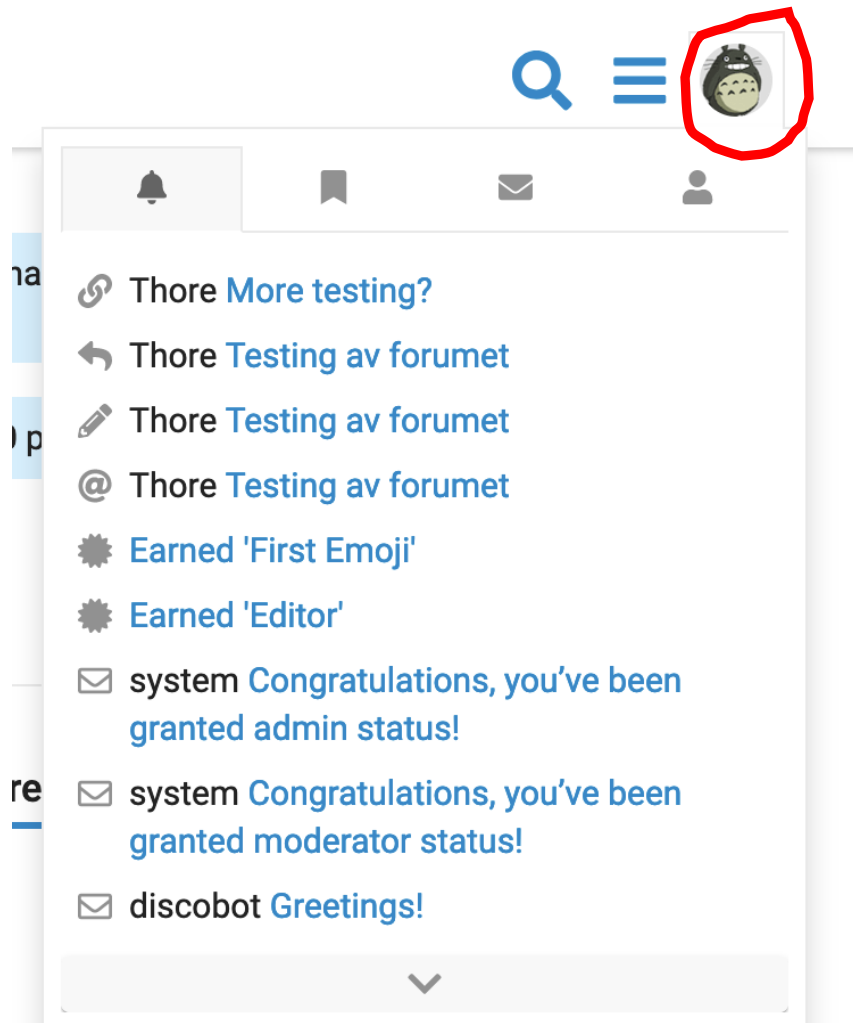 na
Thore More testing?
Thore Testing av forumet
p
Thore Testing av forumet
Thore Testing av forumet
Earned 'First Emoji'
Earned 'Editor'
system Congratulations, you’ve been
granted admin status!
re
system Congratulations, you’ve been
granted moderator status!
discobot Greetings!